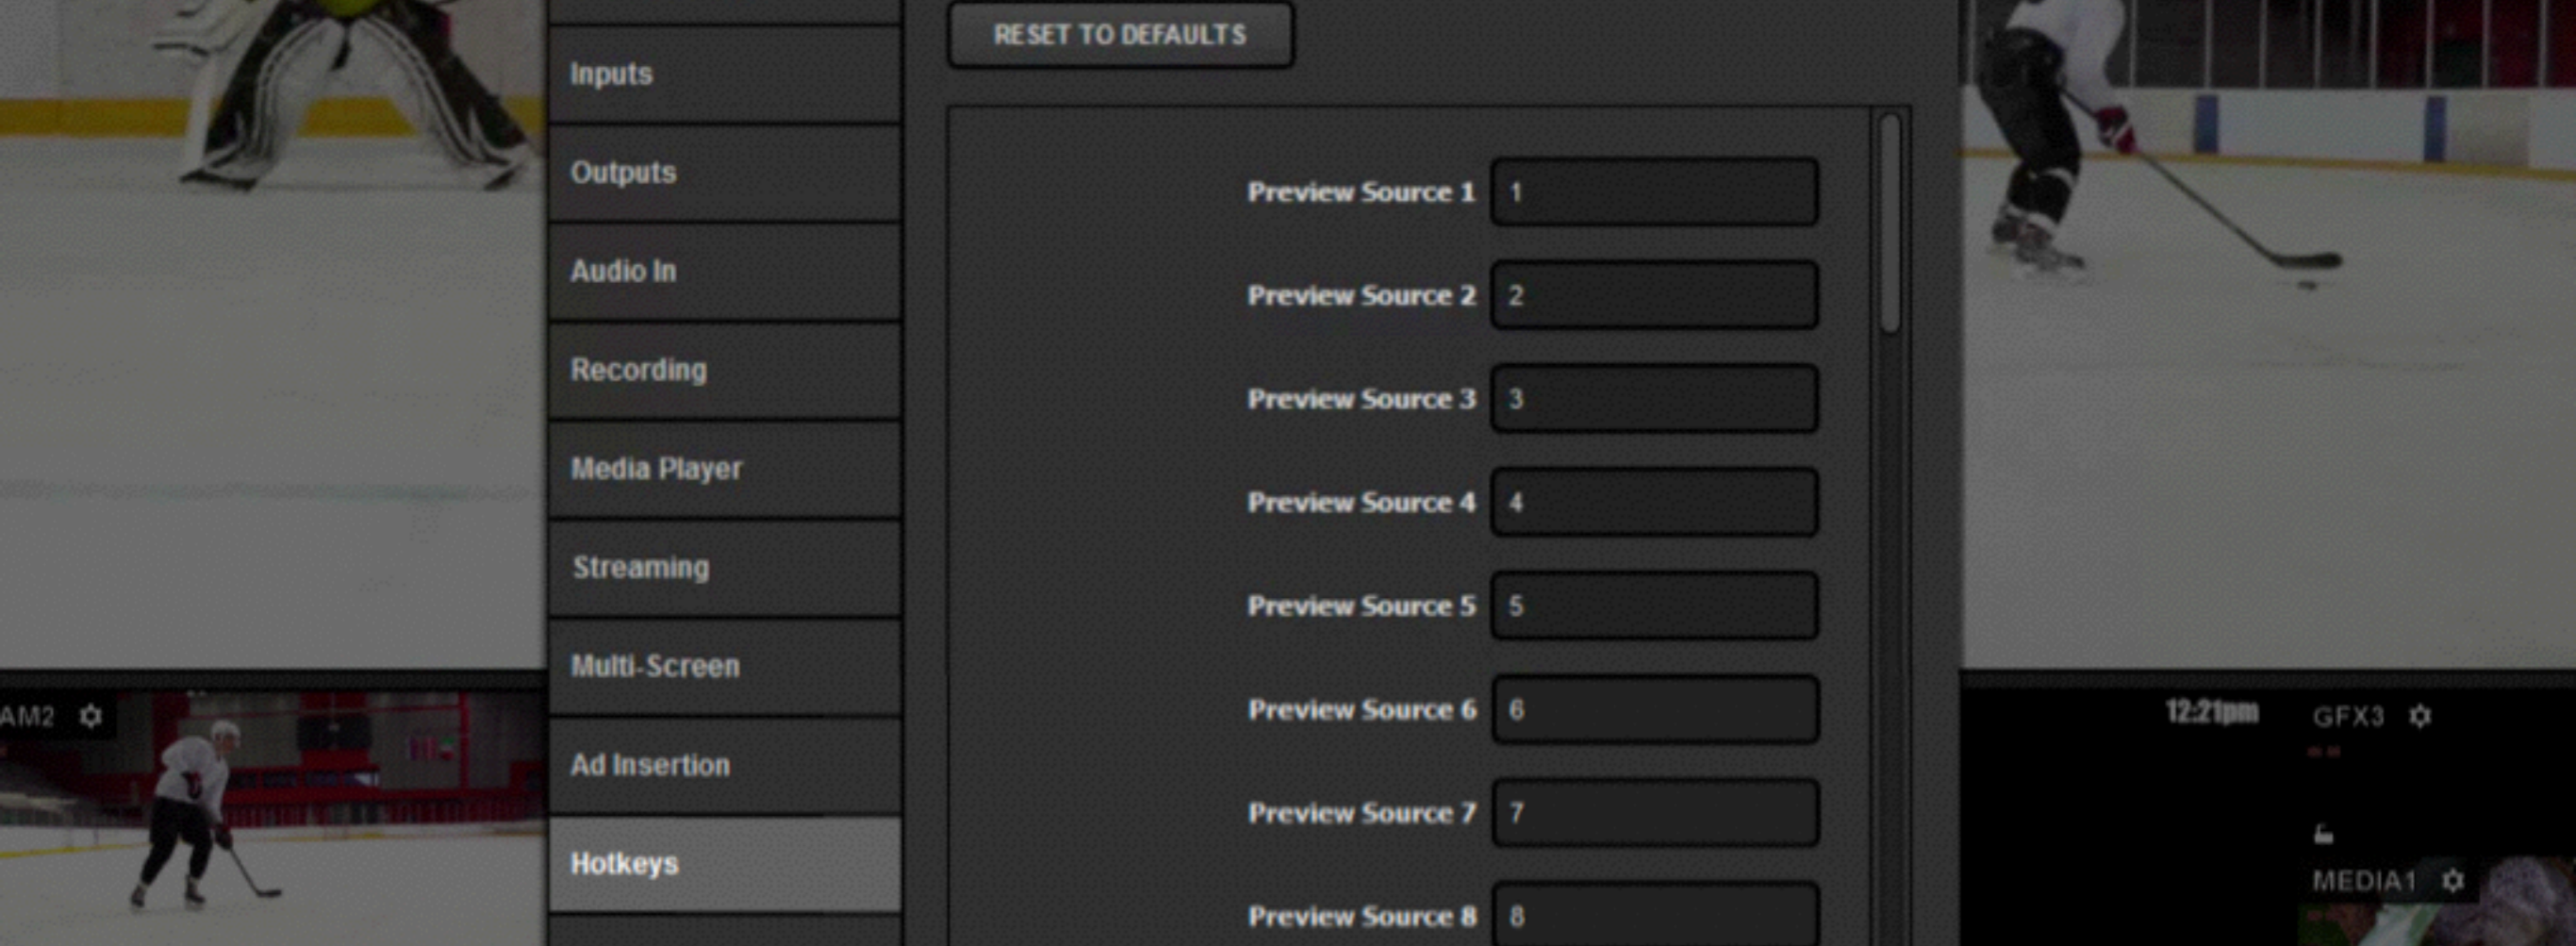 RESET TO DEFAULTS
Inputs
Outputs
Audio In
Recording
Media Player
Streaming
Multi-Screen
Ad Insertion
Hotkeys
Preview Source 1 1
Preview Source 2 2
Preview Source 3 3
Preview Source 4 4
Preview Source 5 5
Preview Source 6 6
Preview Source 7 7
Preview Source 8 8
AM2
12:21pm
GFX3
MEDIA1